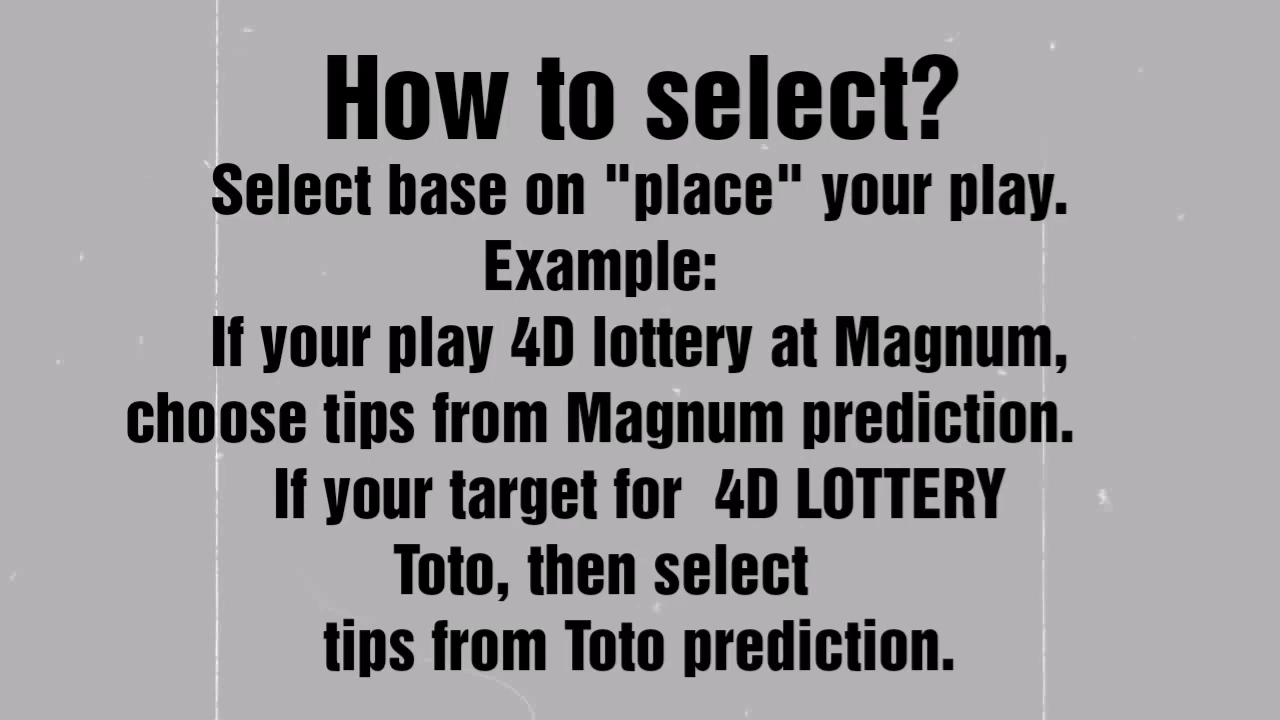 How to select?
Select base on "place" your play.
Example:
If your play 4D lottery at Magnum,
choose tips from Magnum prediction.
If your target for 4D LOTTERY
Toto, then select
tips from Toto prediction.